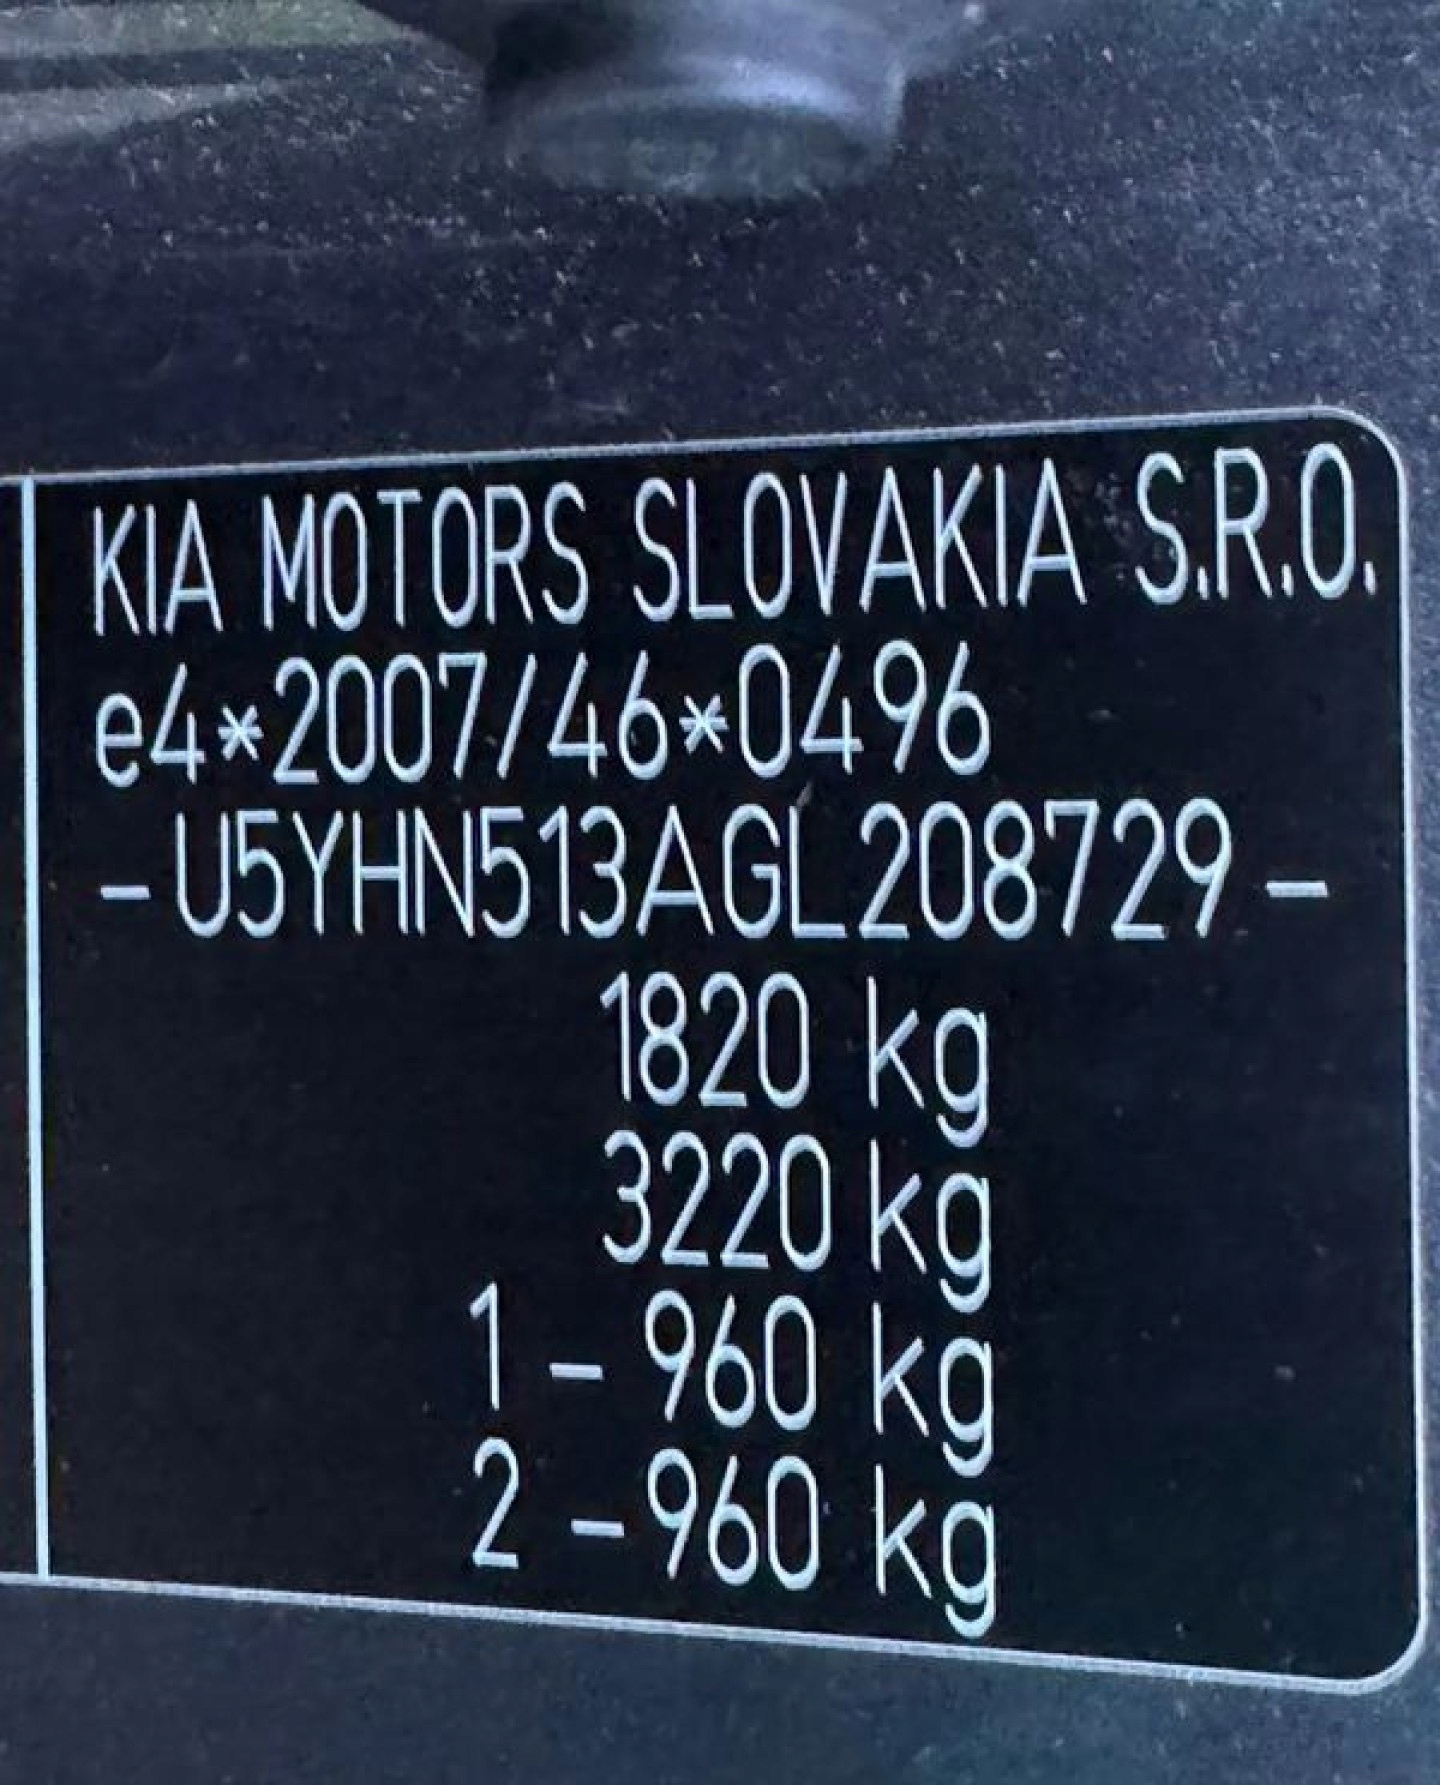 KIA MOTORS SLOVAKIA S.R.O.
e4*2007/46*0496
-U5YHN513AGL208729-
1820 kg
3220 kg
1 - 960 kg
2 - 960 kg